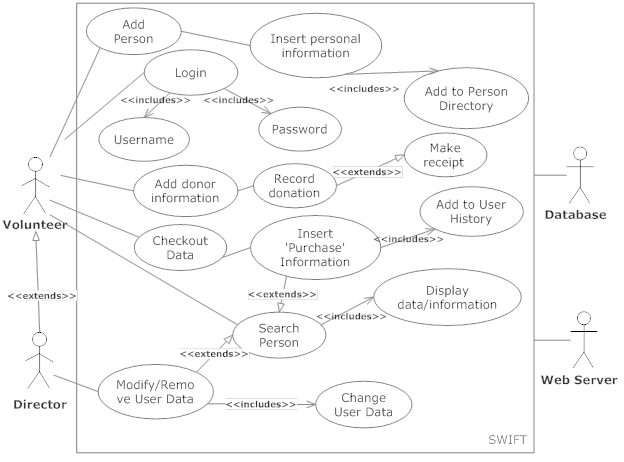 Add
Person
Insert personal
information
Login
<<includes>>
<<includes>>
<<includes>>
Add to Person
Directory
Username
Password
Make
receipt
Volunteer
Add donor
information
Record
donation
<<extends>>
Database
Checkout
Data
Insert
'Purchase'
Information
<<includes>>
Add to User
History
<<extends>>
<<extends>>
Search
Person
<<includes>>
Display
data/information
<<extends>>
Director
Modify/Remo
ve User Data
<<includes>>
Change
User Data
Web Server
SWIFT